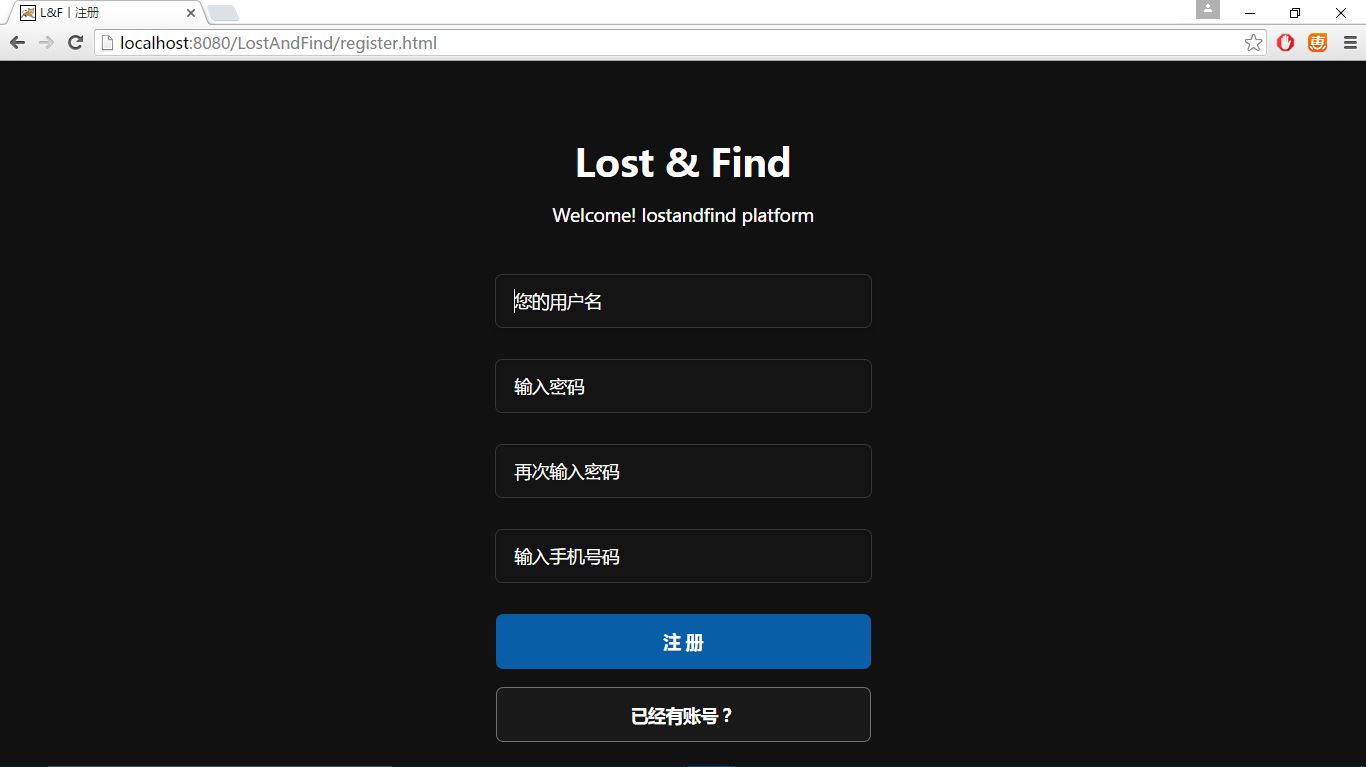 L&F | 注册
localhost:8080/LostAndFind/register.html
惠
Lost & Find
Welcome! lostandfind platform
您的用户名
输入密码
再次输入密码
输入手机号码
注 册
已经有账号？